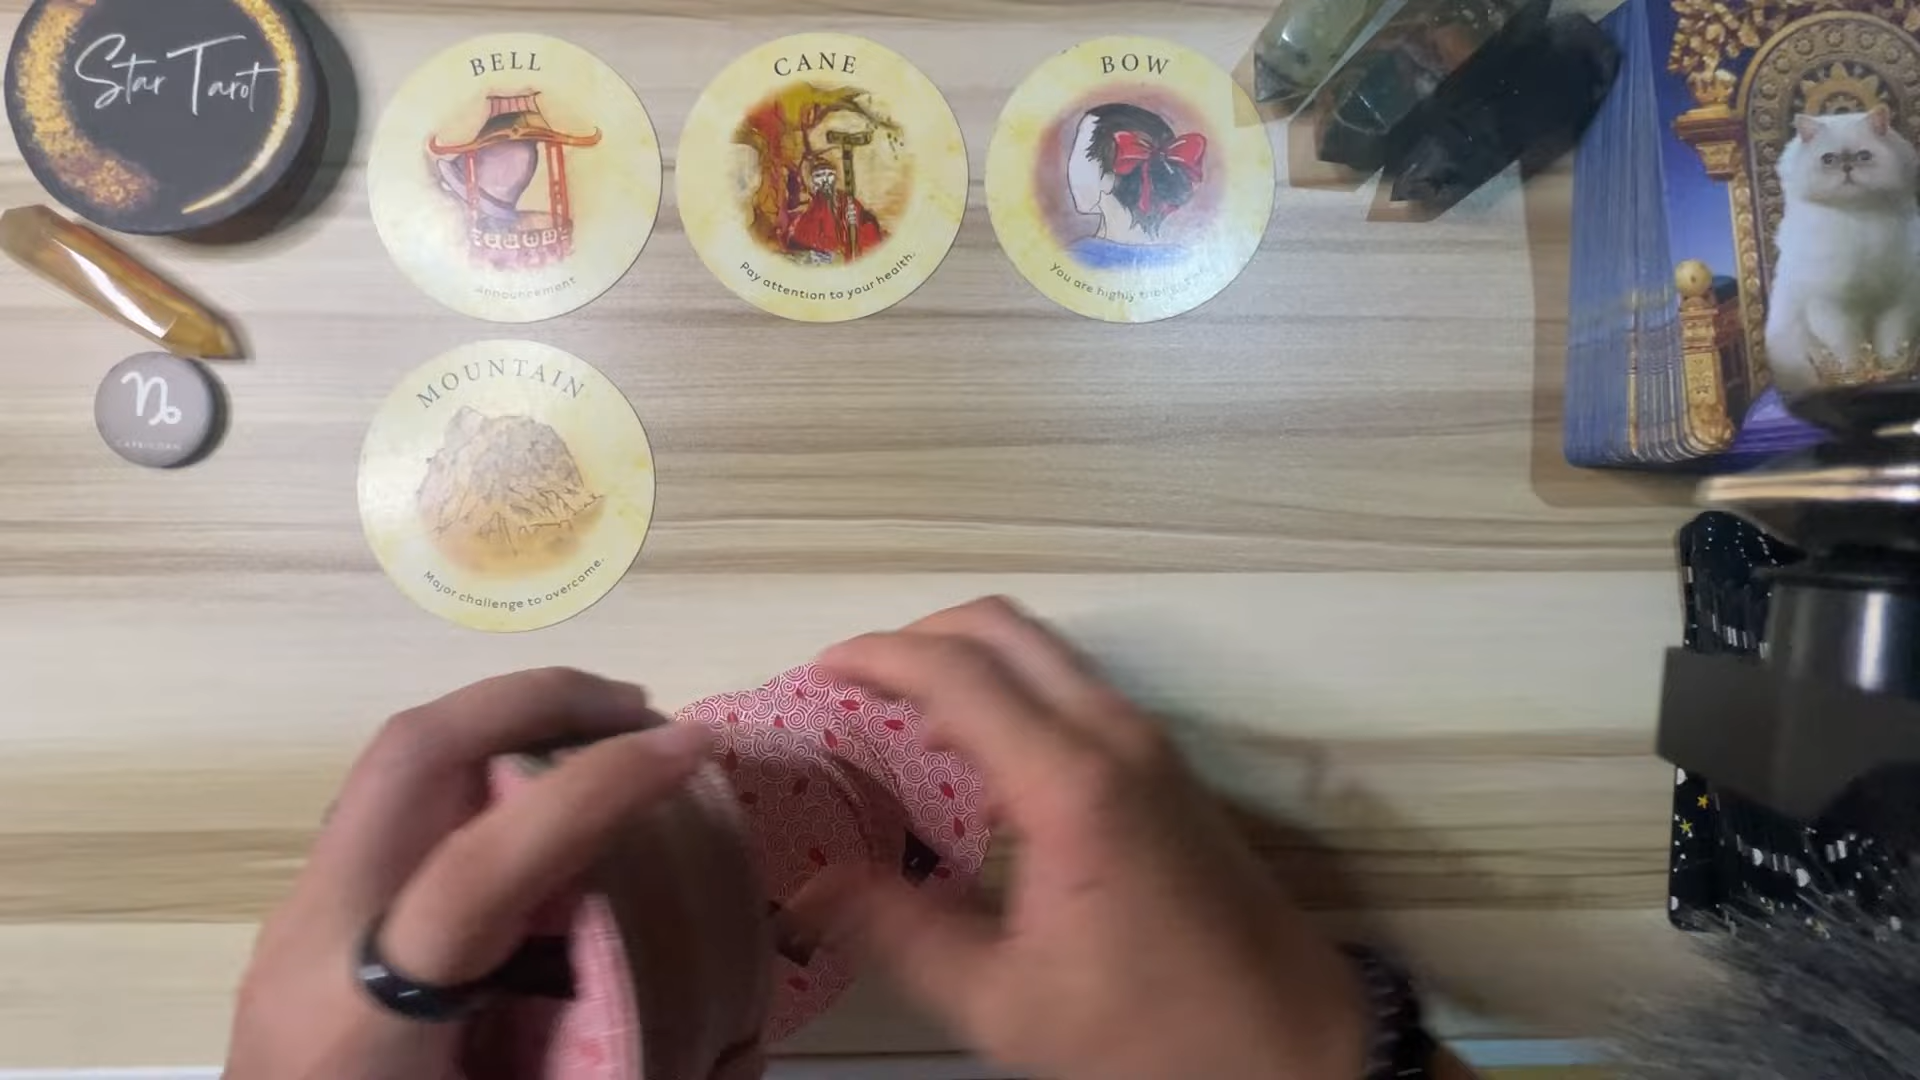 Star Tarot
BELL
Announcement
CANE
Pay attention to your health.
BOW
You are highly
CAPRICORN
MOUNTAIN
Major challenge to overcome.